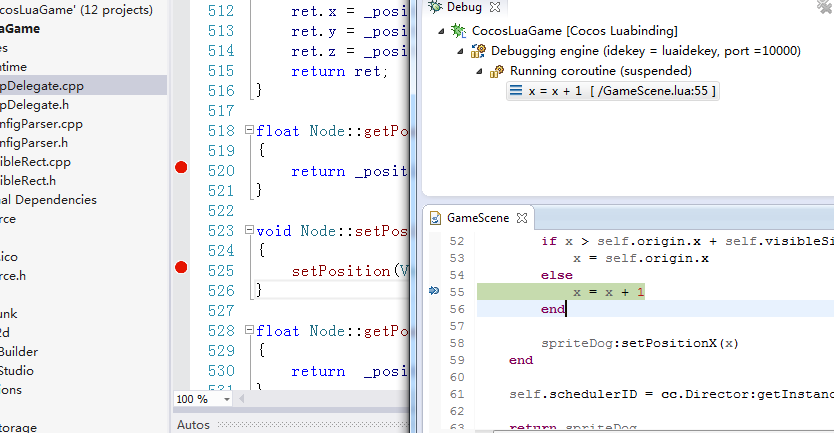 cosLuaGame' (12 projects)
uaGame
es
ntime
ppDelegate.cpp
ppDelegate.h
nfigParser.cpp
nfigParser.h
ibleRect.cpp
ibleRect.h
nal Dependencies
rce
.ico
rce.h
unk
2d
Builder
Studio
ions
torage
512 ret.x = _posi
513 ret.y = _posi
514 ret.z = _posi
515 return ret;
516 }
517
518 float Node::getPo
519 {
520 return _posit
521 }
522
523 void Node::setPos
524 {
525 setPosition(V
526 }
527
528 float Node::getPo
529 {
530 return _posi
531 }
100 %
Autos
Debug
CocosLuaGame [Cocos Luabinding]
Debugging engine (idekey = luaidekey, port =10000)
Running coroutine (suspended)
x = x + 1 [ /GameScene.lua:55 ]
GameScene
52 if x > self.origin.x + self.visibleSi
53 x = self.origin.x
54 else
55 x = x + 1
56 end
57
58 spriteDog:setPositionX(x)
59 end
60
61 self.schedulerID = cc.Director:getInstanc
62
63 return spriteDog